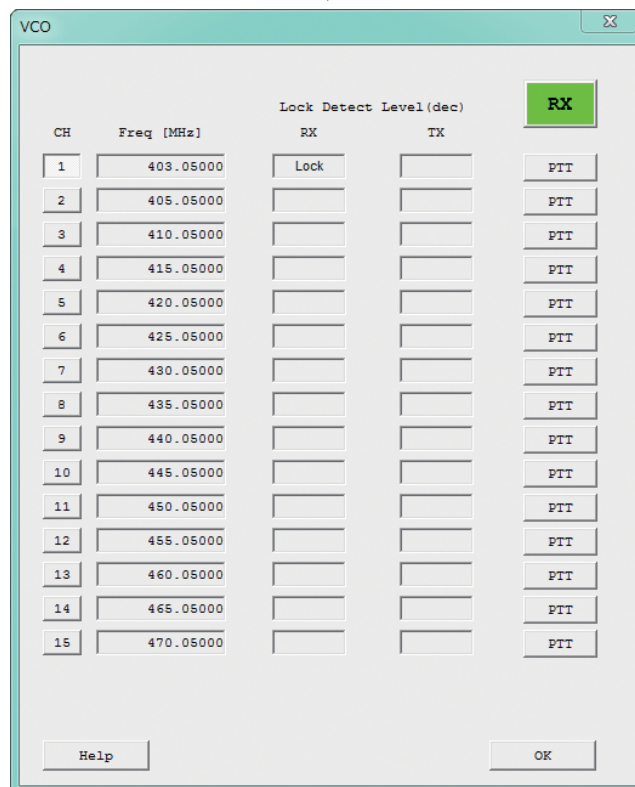 VCO
RX
Lock Detect Level(dec)
CH Freq [MHz] RX TX
1 403.05000 Lock PTT
2 405.05000 PTT
3 410.05000 PTT
4 415.05000 PTT
5 420.05000 PTT
6 425.05000 PTT
7 430.05000 PTT
8 435.05000 PTT
9 440.05000 PTT
10 445.05000 PTT
11 450.05000 PTT
12 455.05000 PTT
13 460.05000 PTT
14 465.05000 PTT
15 470.05000 PTT
Help OK